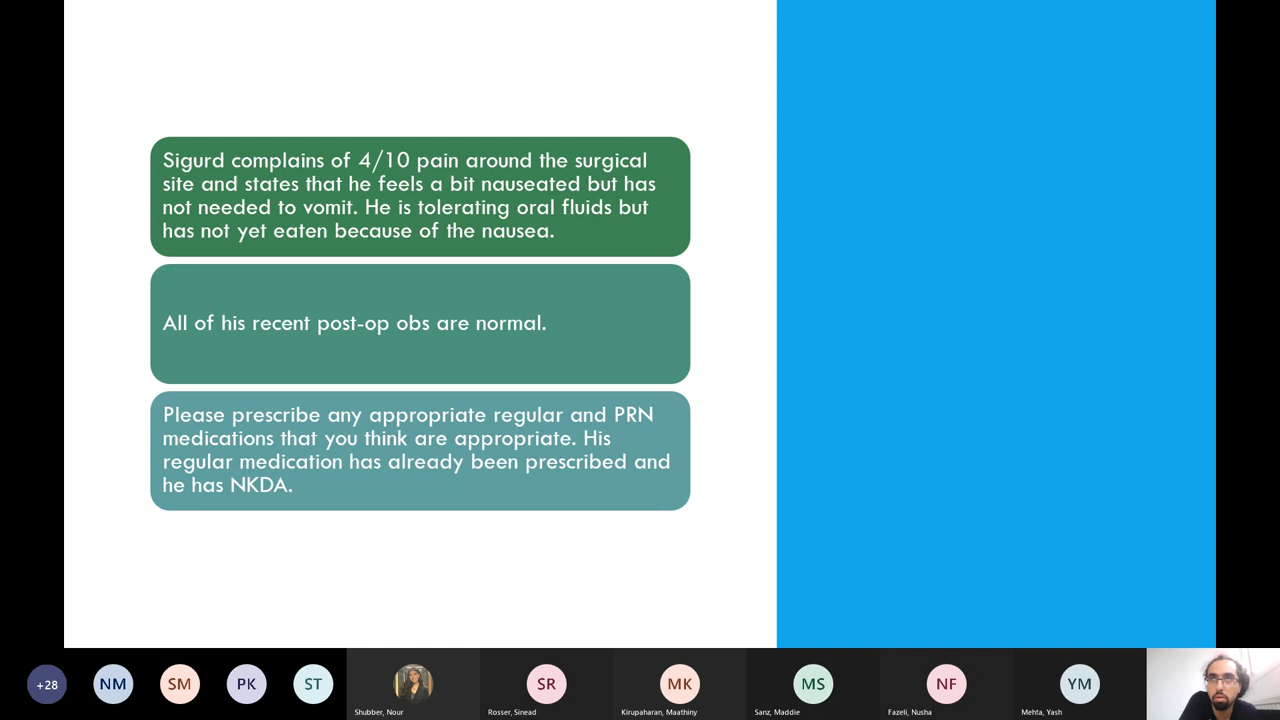 Sigurd complains of 4/10 pain around the surgical
site and states that he feels a bit nauseated but has
not needed to vomit. He is tolerating oral fluids but
has not yet eaten because of the nausea.
All of his recent post-op obs are normal.
Please prescribe any appropriate regular and PRN
medications that you think are appropriate. His
regular medication has already been prescribed and
he has NKDA.
+28
NM
SM
PK
ST
SR
MK
MS
NF
YM
Shubber, Nour
Rosser, Sinead
Kirupaharan, Maathiny
Sanz, Maddie
Fazeli, Nusha
Mehta, Yash